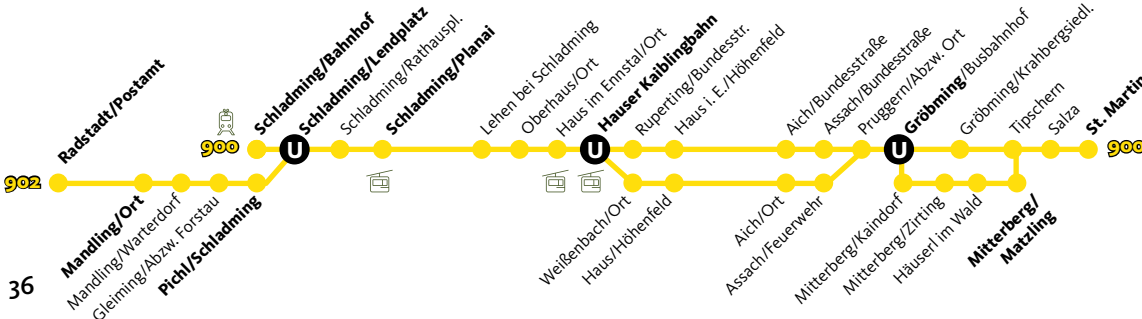 Radstadt/Postamt
Schladming/Bahnhof
Schladming/Lendplatz
Schladming/Rathauspl.
Schladming/Planai
Lehen bei Schladming
Oberhaus/Ort
Haus im Ennstal/Ort
Hauser Kaiblingbahn
Ruperting/Bundesstr.
Haus i. E./Höhenfeld
Aich/Bundesstraße
Assach/Bundesstraße
Pruggern/Abzw. Ort
Gröbming/Busbahnhof
Gröbming/Krahbergsiedl.
Tipschern
Salza
St. Martin
900
U
U
U
900
902
Mandling/Ort
Mandling/Warterdorf
Gleiming/Abzw. Forstau
Pichl/Schladming
Weißenbach/Ort
Haus/Höhenfeld
Aich/Ort
Assach/Feuerwehr
Mitterberg/Kaindorf
Mitterberg/Zirting
Häuserl im Wald
Mitterberg/
Matzling
36